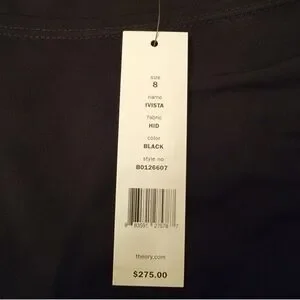 size
8
name
IVISTA
fabric
HID
color
BLACK
style no
B0126607
theory.com
$275.00